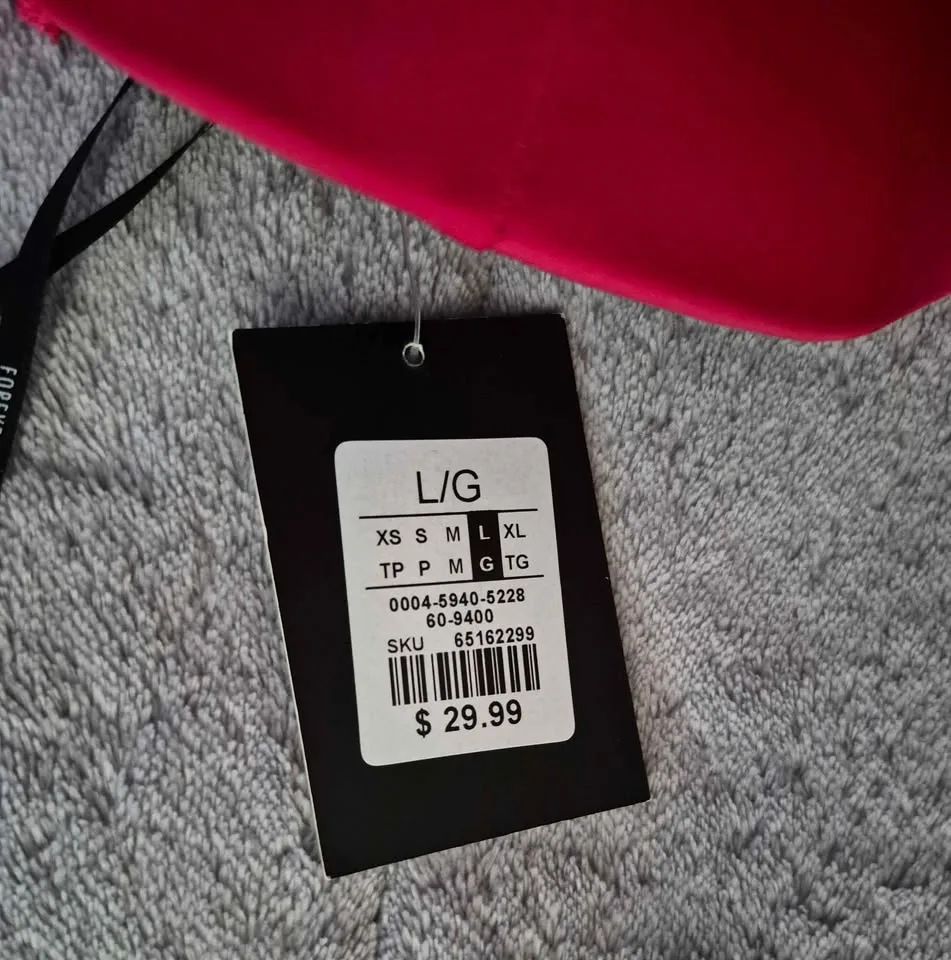 L/G
XS S M L XL
TP P M G TG
0004-5940-5228
60-9400
SKU 65162299
$ 29.99